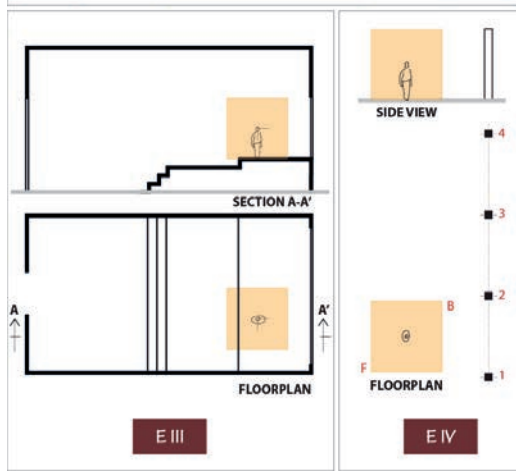 SECTION A-A'
A
A'
FLOORPLAN
E III
SIDE VIEW
4
3
2
B
F
1
FLOORPLAN
E IV